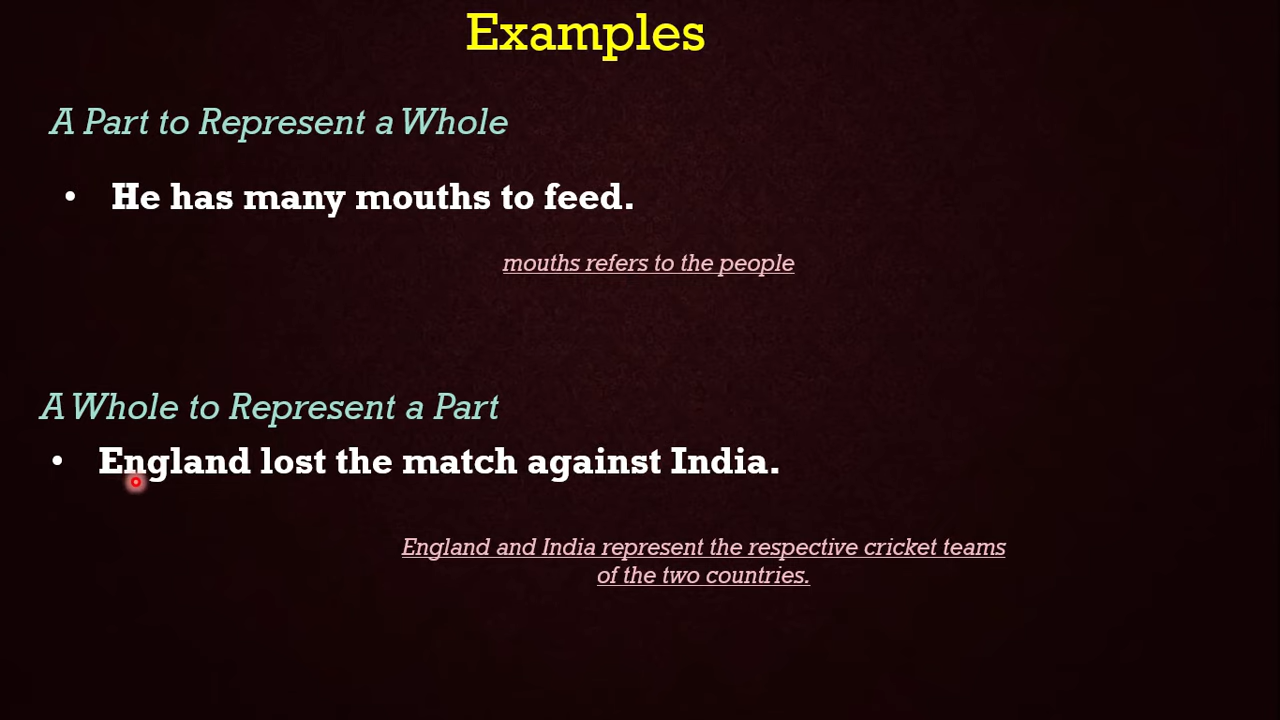 Examples
A Part to Represent a Whole
• He has many mouths to feed.
mouths refers to the people
A Whole to Represent a Part
• England lost the match against India.
England and India represent the respective cricket teams
of the two countries.